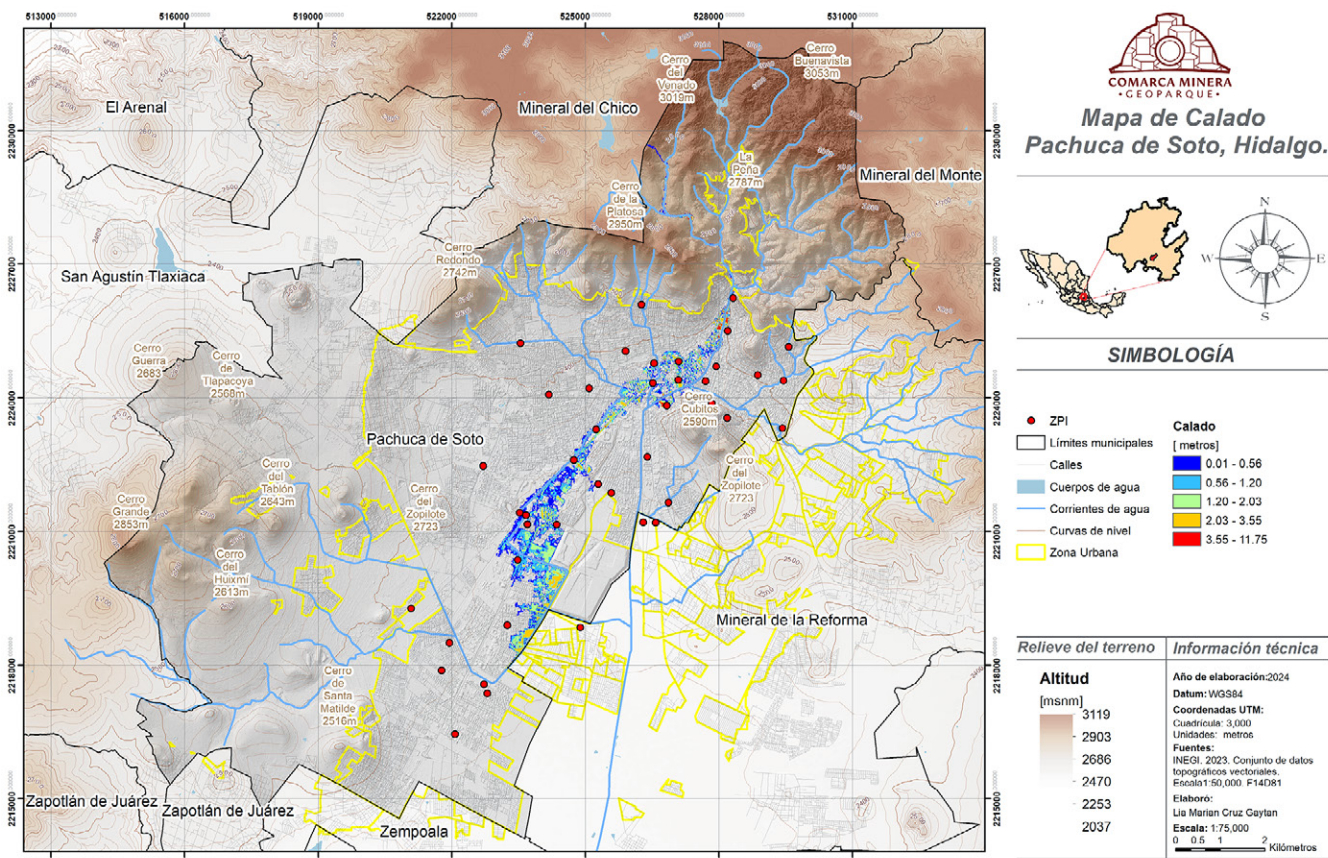 513000 516000 519000 522000 525000 528000 531000
2230000
2227000
2224000
2221000
2218000
2215000
El Arenal
Mineral del Chico
Mineral del Monte
San Agustín Tlaxiaca
Pachuca de Soto
Mineral de la Reforma
Zapotlán de Juárez
Zapotlán de Juárez
Zempoala
Cerro
del
Venado
3019m
Cerro
Buenavista
3053m
La
Peña
2787m
Cerro
de la
Platosa
2950m
Cerro
Redondo
2742m
Cerro
Guerra
2683
Cerro
de
Tlapacoya
2568m
Cerro
Cubitos
2590m
Cerro
del
Zopilote
2723
Cerro
del
Zopilote
2723
Cerro
del
Tablón
2643m
Cerro
Grande
2853m
Cerro
del
Huixmí
2613m
Cerro
de
Santa
Matilde
2516m
COMARCA MINERA
•GEOPARQUE•
Mapa de Calado
Pachuca de Soto, Hidalgo.
N
W
E
S
SIMBOLOGÍA
ZPI
Límites municipales
Calles
Cuerpos de agua
Corrientes de agua
Curvas de nivel
Zona Urbana
Calado
[ metros]
0.01 - 0.56
0.56 - 1.20
1.20 - 2.03
2.03 - 3.55
3.55 - 11.75
Relieve del terreno
Altitud
[msnm]
3119
2903
2686
2470
2253
2037
Información técnica
Año de elaboración:2024
Datum: WGS84
Coordenadas UTM:
Cuadrícula: 3,000
Unidades: metros
Fuentes:
INEGI. 2023. Conjunto de datos
topográficos vectoriales.
Escala1:50,000. F14D81
Elaboró:
Lia Marian Cruz Gaytan
Escala: 1:75,000
0 0.5 1 2
Kilómetros